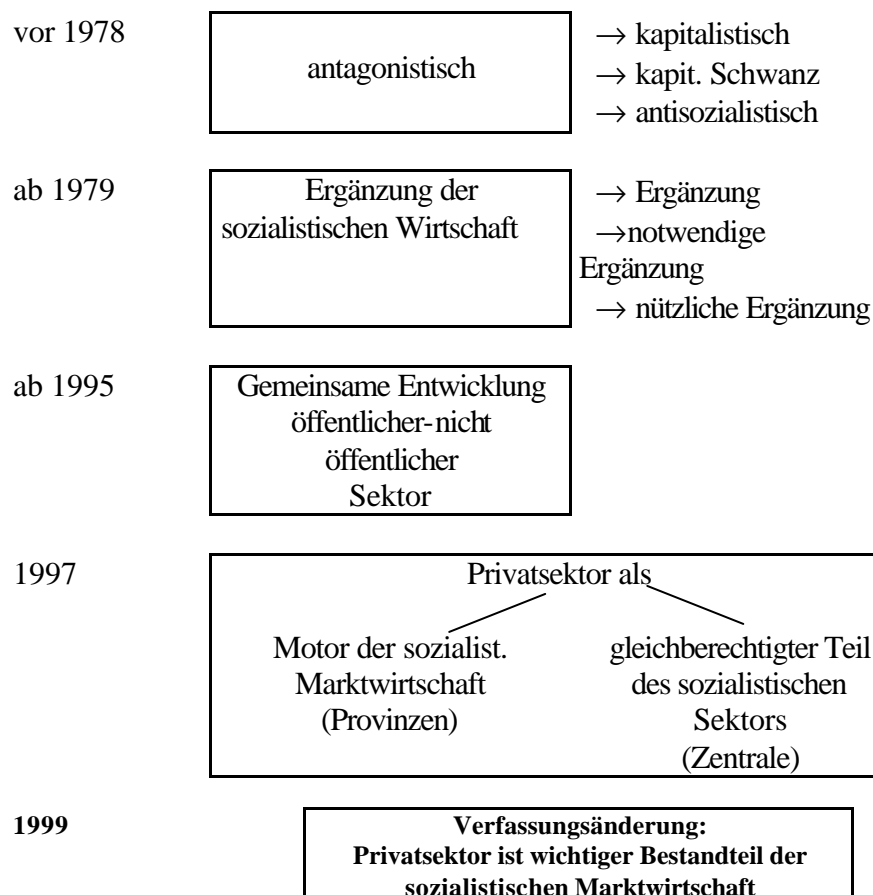 vor 1978
antagonistisch
→ kapitalistisch
→ kapit. Schwanz
→ antisozialistisch
ab 1979
Ergänzung der
sozialistischen Wirtschaft
→ Ergänzung
→notwendige
Ergänzung
→ nützliche Ergänzung
ab 1995
Gemeinsame Entwicklung
öffentlicher-nicht
öffentlicher
Sektor
1997
Privatsektor als
Motor der sozialist.
Marktwirtschaft
(Provinzen)
gleichberechtigter Teil
des sozialistischen
Sektors
(Zentrale)
1999
Verfassungsänderung:
Privatsektor ist wichtiger Bestandteil der
sozialistischen Marktwirtschaft